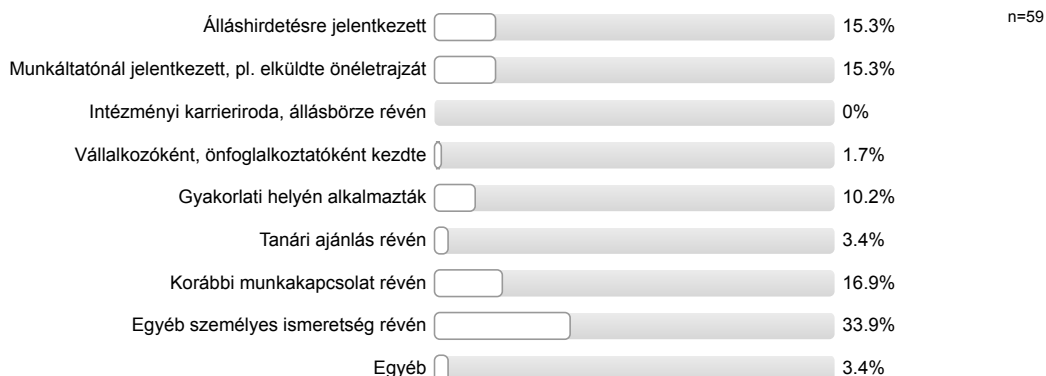 Álláshirdetésre jelentkezett 15.3% n=59
Munkáltatónál jelentkezett, pl. elküldte önéletrajzát 15.3%
Intézményi karrieriroda, állásbörze révén 0%
Vállalkozóként, önfoglalkoztatóként kezdte 1.7%
Gyakorlati helyén alkalmazták 10.2%
Tanári ajánlás révén 3.4%
Korábbi munkakapcsolat révén 16.9%
Egyéb személyes ismeretség révén 33.9%
Egyéb 3.4%